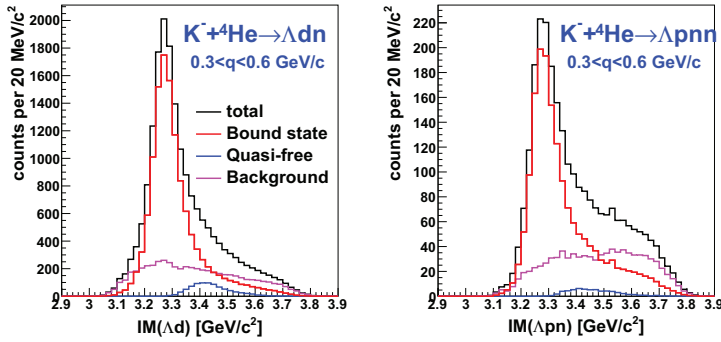 counts per 20 MeV/c²
2000
1800
1600
1400
1200
1000
800
600
400
200
0
K⁻+⁴He→Λdn
0.3<q<0.6 GeV/c
total
Bound state
Quasi-free
Background
2.9 3 3.1 3.2 3.3 3.4 3.5 3.6 3.7 3.8 3.9
IM(Λd) [GeV/c²]
counts per 20 MeV/c²
220
200
180
160
140
120
100
80
60
40
20
0
K⁻+⁴He→Λpnn
0.3<q<0.6 GeV/c
2.9 3 3.1 3.2 3.3 3.4 3.5 3.6 3.7 3.8 3.9
IM(Λpn) [GeV/c²]